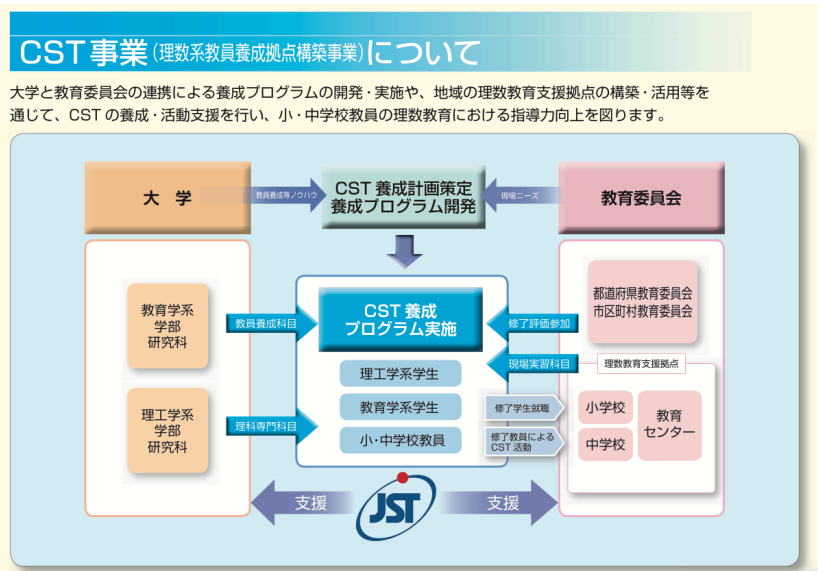 CST事業(理数系教員養成拠点構築事業)について
大学と教育委員会の連携による養成プログラムの開発・実施や、地域の理数教育支援拠点の構築・活用等を
通じて、CSTの養成・活動支援を行い、小・中学校教員の理数教育における指導力向上を図ります。
大 学
教員養成等ノウハウ
CST 養成計画策定
養成プログラム開発
現場ニーズ
教育委員会
教育学系
学部
研究科
教員養成科目
CST 養成
プログラム実施
修了評価参加
都道府県教育委員会
市区町村教育委員会
現場実習科目
理数教育支援拠点
理工学系学生
教育学系学生
小・中学校教員
理工学系
学部
研究科
理科専門科目
修了学生就職
修了教員による
CST 活動
小学校
中学校
教育
センター
支援
JST
支援